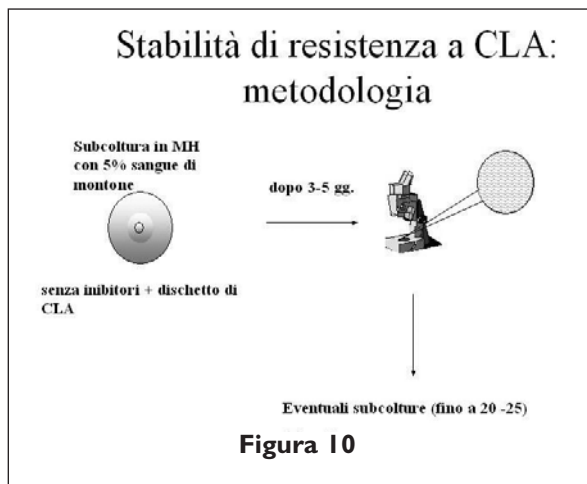 Stabilità di resistenza a CLA:
metodologia
Subcoltura in MH
con 5% sangue di
montone
dopo 3-5 gg.
senza inibitori + dischetto di
CLA
Eventuali subcolture (fino a 20 -25)
Figura 10